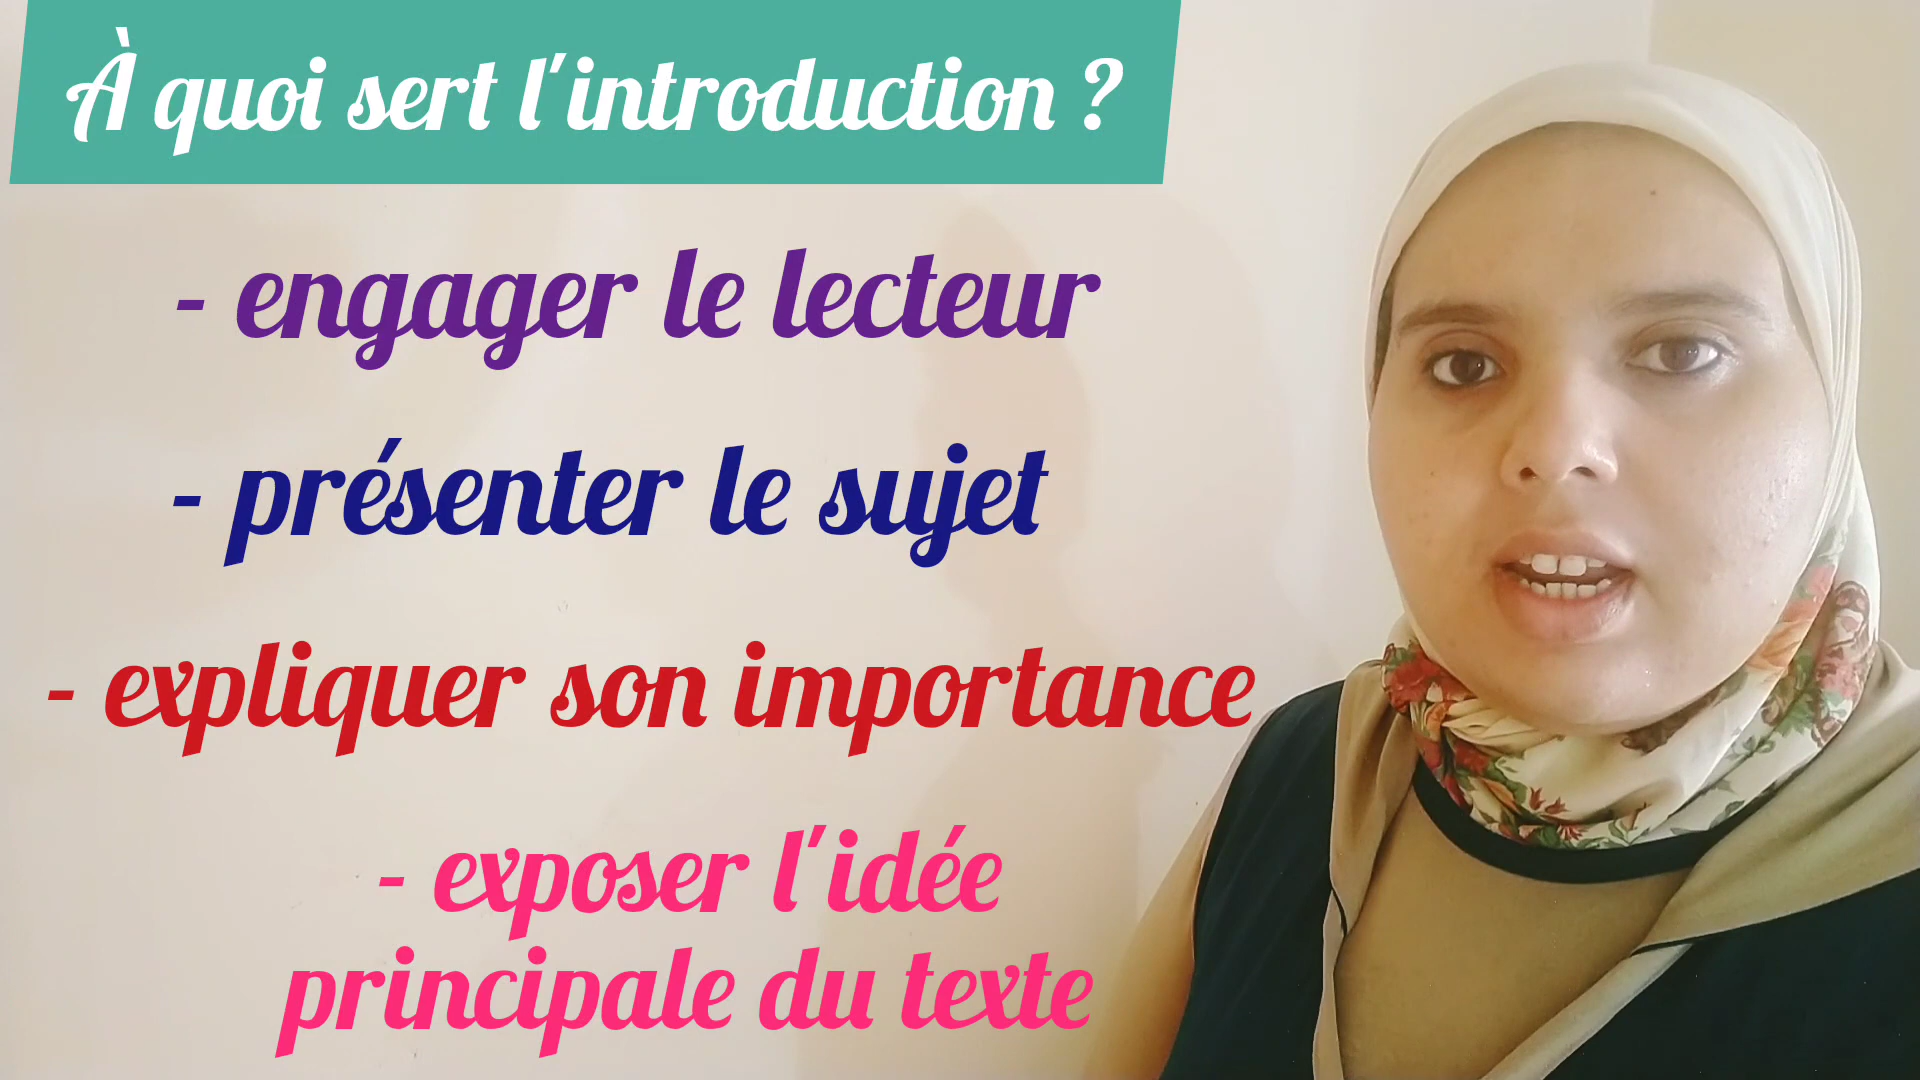 À quoi sert l'introduction ?
- engager le lecteur
- présenter le sujet
- expliquer son importance
- exposer l'idée
principale du texte